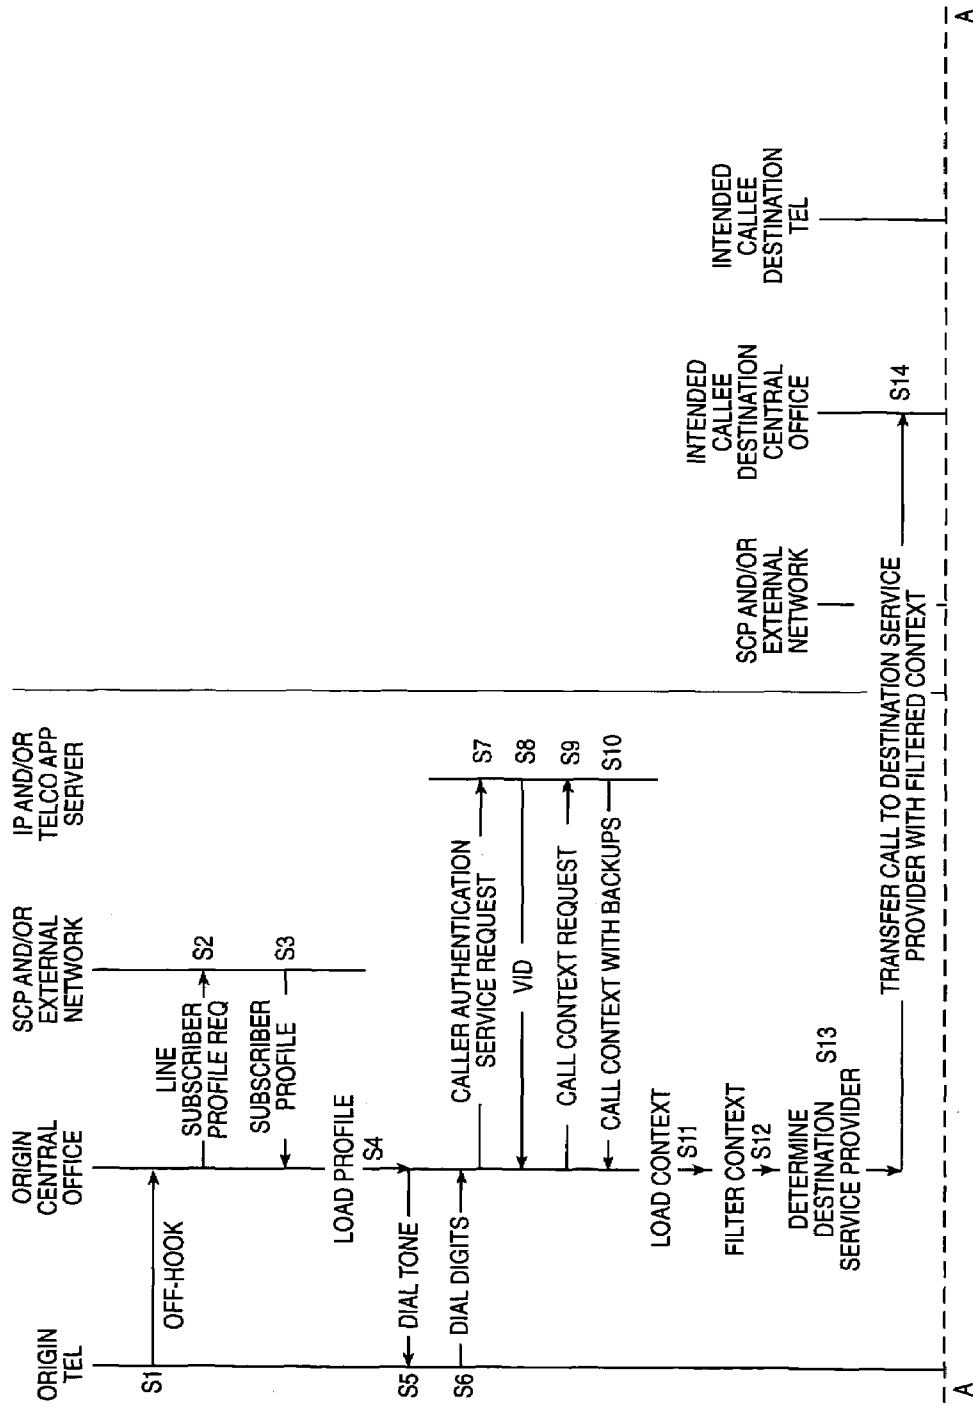 ORIGIN
TEL
ORIGIN
CENTRAL
OFFICE
SCP AND/OR
EXTERNAL
NETWORK
IP AND/OR
TELCO APP
SERVER
S1
OFF-HOOK
LINE
SUBSCRIBER
PROFILE REQ
S2
SUBSCRIBER
PROFILE
S3
LOAD PROFILE
S4
S5
DIAL TONE
S6
DIAL DIGITS
CALLER AUTHENTICATION
SERVICE REQUEST
S7
VID
S8
CALL CONTEXT REQUEST
S9
CALL CONTEXT WITH BACKUPS
S10
LOAD CONTEXT
S11
FILTER CONTEXT
S12
DETERMINE
DESTINATION
SERVICE PROVIDER
S13
SCP AND/OR
EXTERNAL
NETWORK
INTENDED
CALLEE
DESTINATION
CENTRAL
OFFICE
INTENDED
CALLEE
DESTINATION
TEL
TRANSFER CALL TO DESTINATION SERVICE
PROVIDER WITH FILTERED CONTEXT
S14
A
A